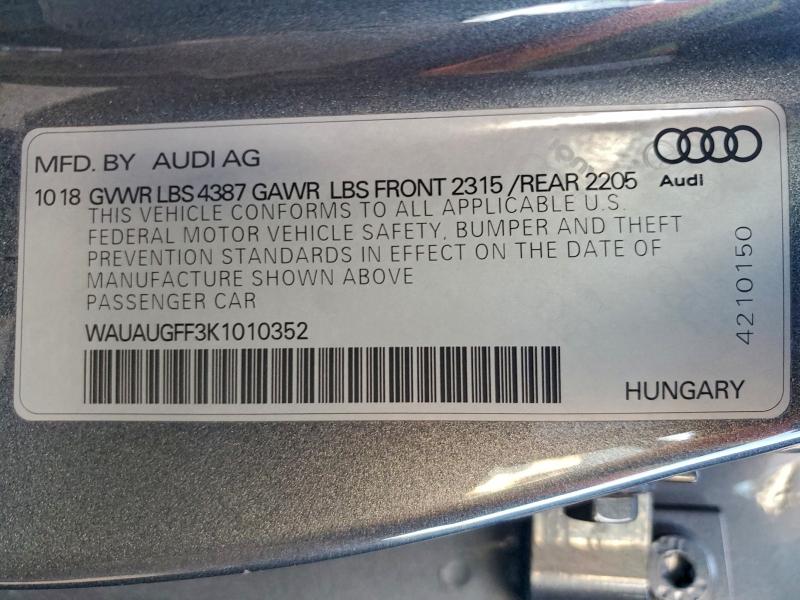 MFD. BY AUDI AG
Audi
10 18 GVWR LBS 4387 GAWR LBS FRONT 2315 /REAR 2205
THIS VEHICLE CONFORMS TO ALL APPLICABLE U.S.
FEDERAL MOTOR VEHICLE SAFETY, BUMPER AND THEFT
PREVENTION STANDARDS IN EFFECT ON THE DATE OF
MANUFACTURE SHOWN ABOVE
PASSENGER CAR
WAUAUGFF3K1010352
HUNGARY
4210150